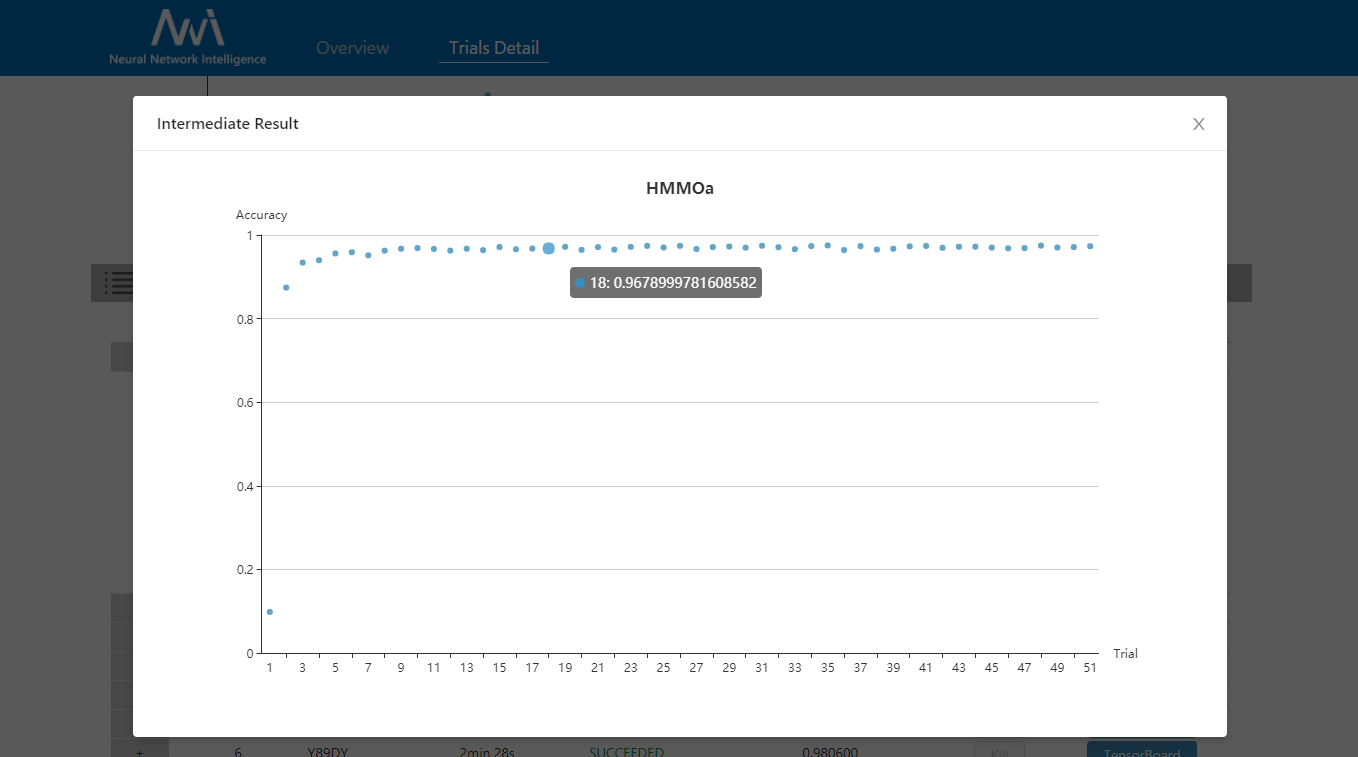 Neural Network Intelligence
Overview
Trials Detail
Intermediate Result
X
HMMOa
Accuracy
1
0.8
0.6
0.4
0.2
0
18: 0.9678999781608582
1 3 5 7 9 11 13 15 17 19 21 23 25 27 29 31 33 35 37 39 41 43 45 47 49 51
Trial
+ 6 Y89DY 2min 28s SUCCEEDED 0.980600 Kill TensorBoard